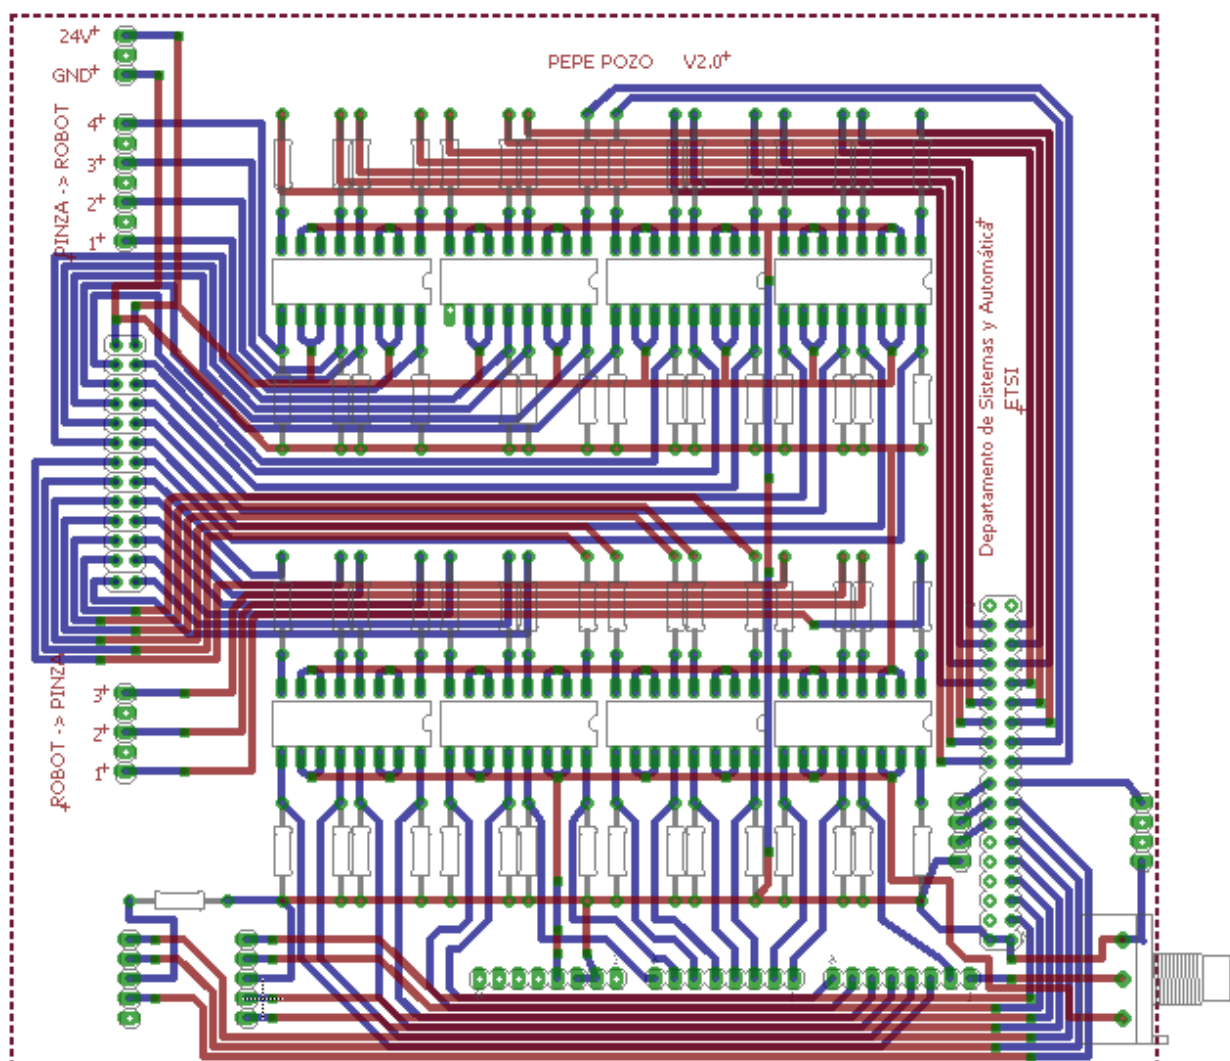 24V+
PEPE POZO V2.0+
GND+
PINZA -> ROBOT+
4+
3+
2+
1+
Departamento de Sistemas y Automática+
ETSI+
ROBOT -> PINZA+
3+
2+
1+